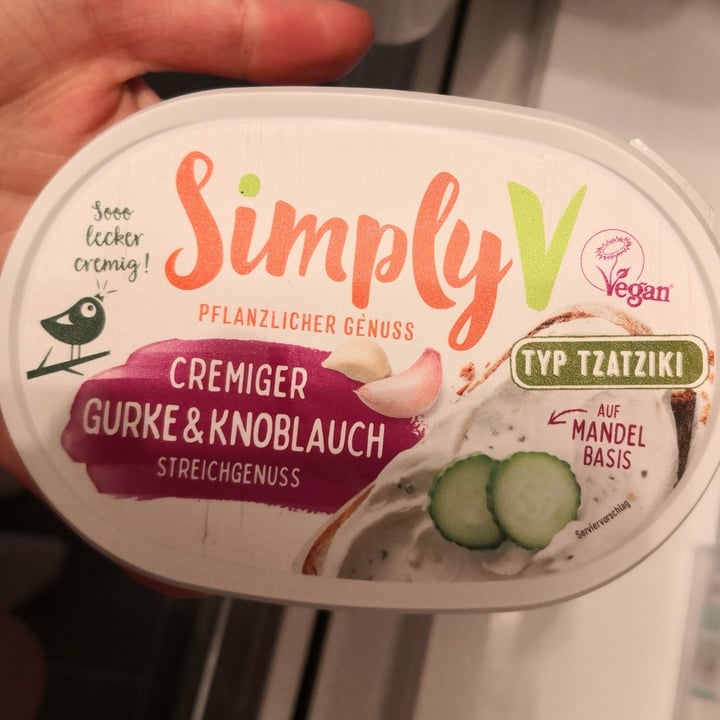 Sooo
lecker
cremig!
SimplyV
PFLANZLICHER GENUSS
Vegan
CREMIGER
GURKE & KNOBLAUCH
STREICHGENUSS
TYP TZATZIKI
AUF
MANDEL
BASIS
Serviervorschlag